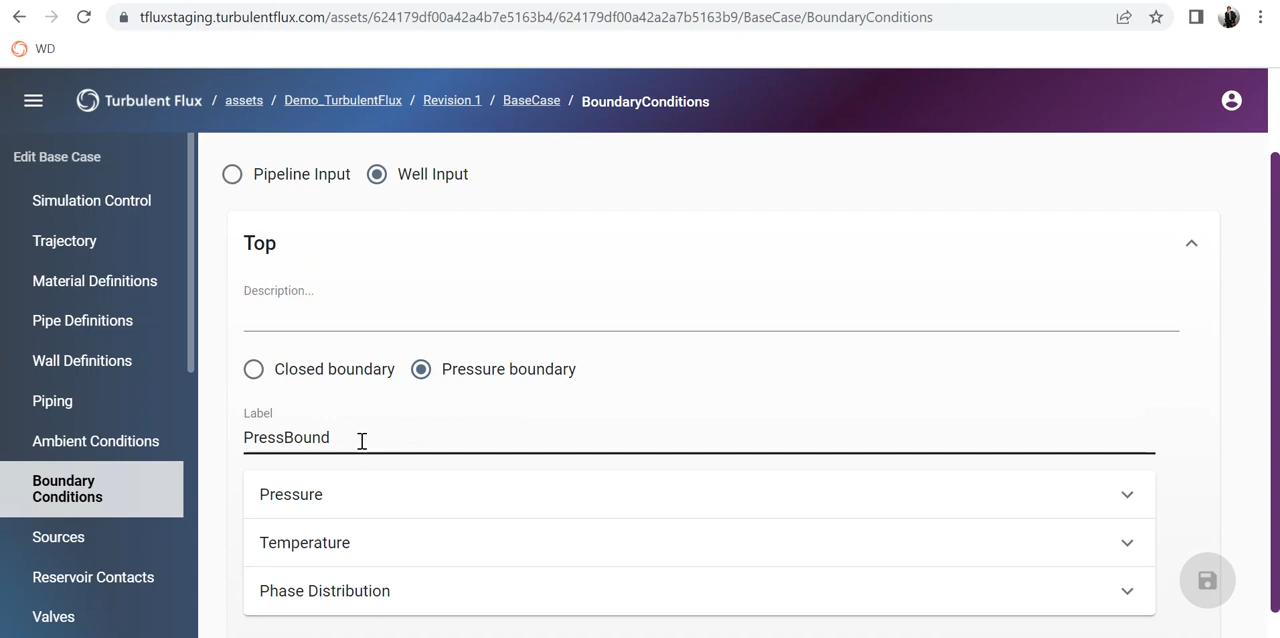 tfluxstaging.turbulentflux.com/assets/624179df00a42a4b7e5163b4/624179df00a42a2a7b5163b9/BaseCase/BoundaryConditions
WD
Turbulent Flux / assets / Demo_TurbulentFlux / Revision 1 / BaseCase / BoundaryConditions
Edit Base Case
Simulation Control
Trajectory
Material Definitions
Pipe Definitions
Wall Definitions
Piping
Ambient Conditions
Boundary
Conditions
Sources
Reservoir Contacts
Valves
Pipeline Input Well Input
Top
Description...
Closed boundary Pressure boundary
Label
PressBound
Pressure
Temperature
Phase Distribution